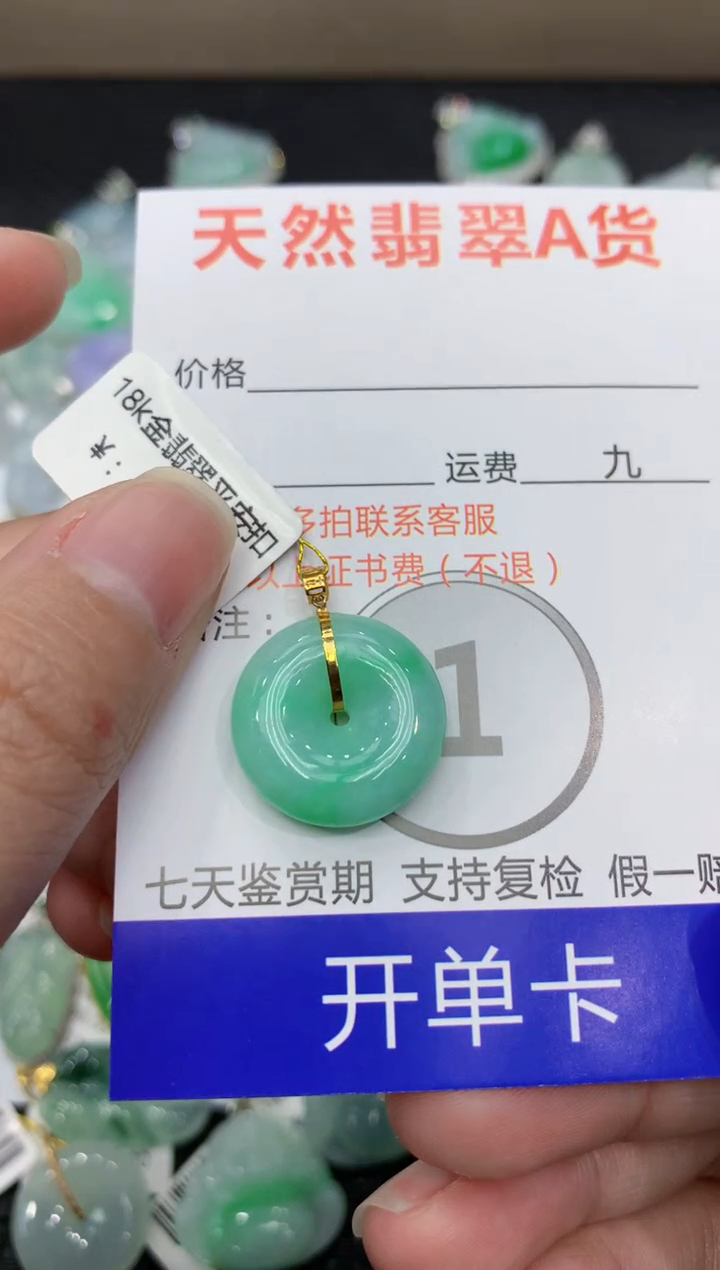 天然翡翠A货
价格
18k金翡翠平安扣
运费 九
多拍联系客服
以上证书费（不退）
注：
1
七天鉴赏期 支持复检 假一赔
开单卡